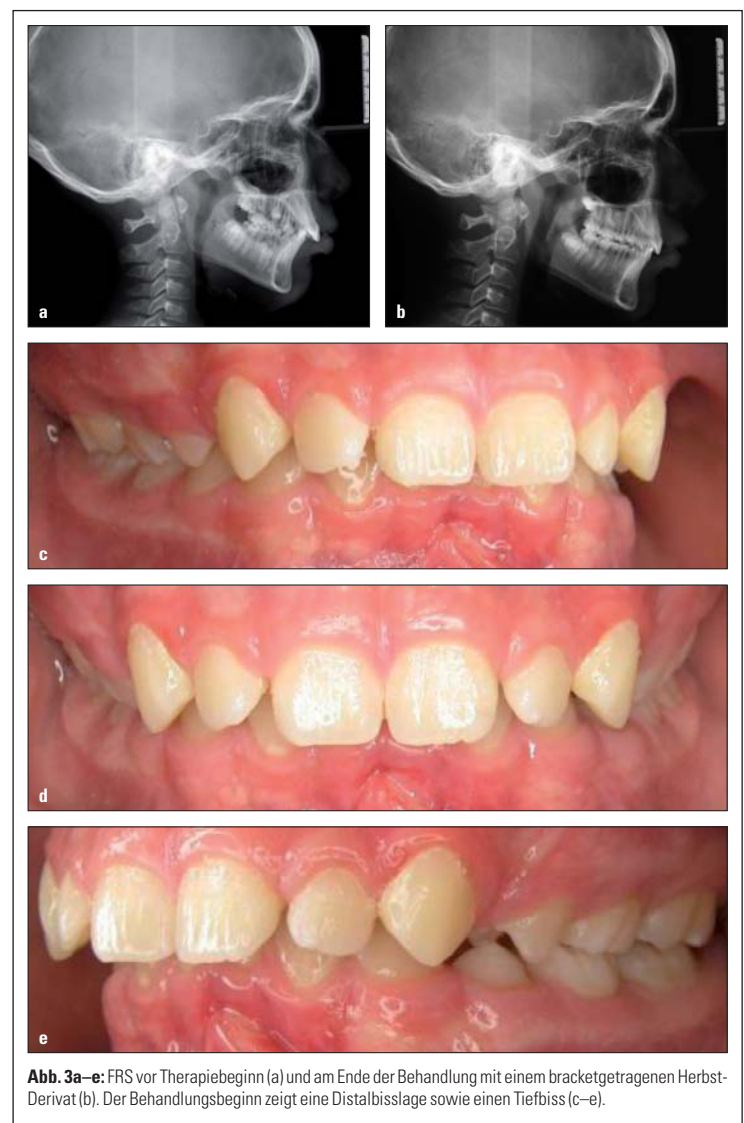 a
b
c
d
e
Abb. 3a–e: FRS vor Therapiebeginn (a) und am Ende der Behandlung mit einem bracketgetragenen Herbst-
Derivat (b). Der Behandlungsbeginn zeigt eine Distalbisslage sowie einen Tiefbiss (c–e).